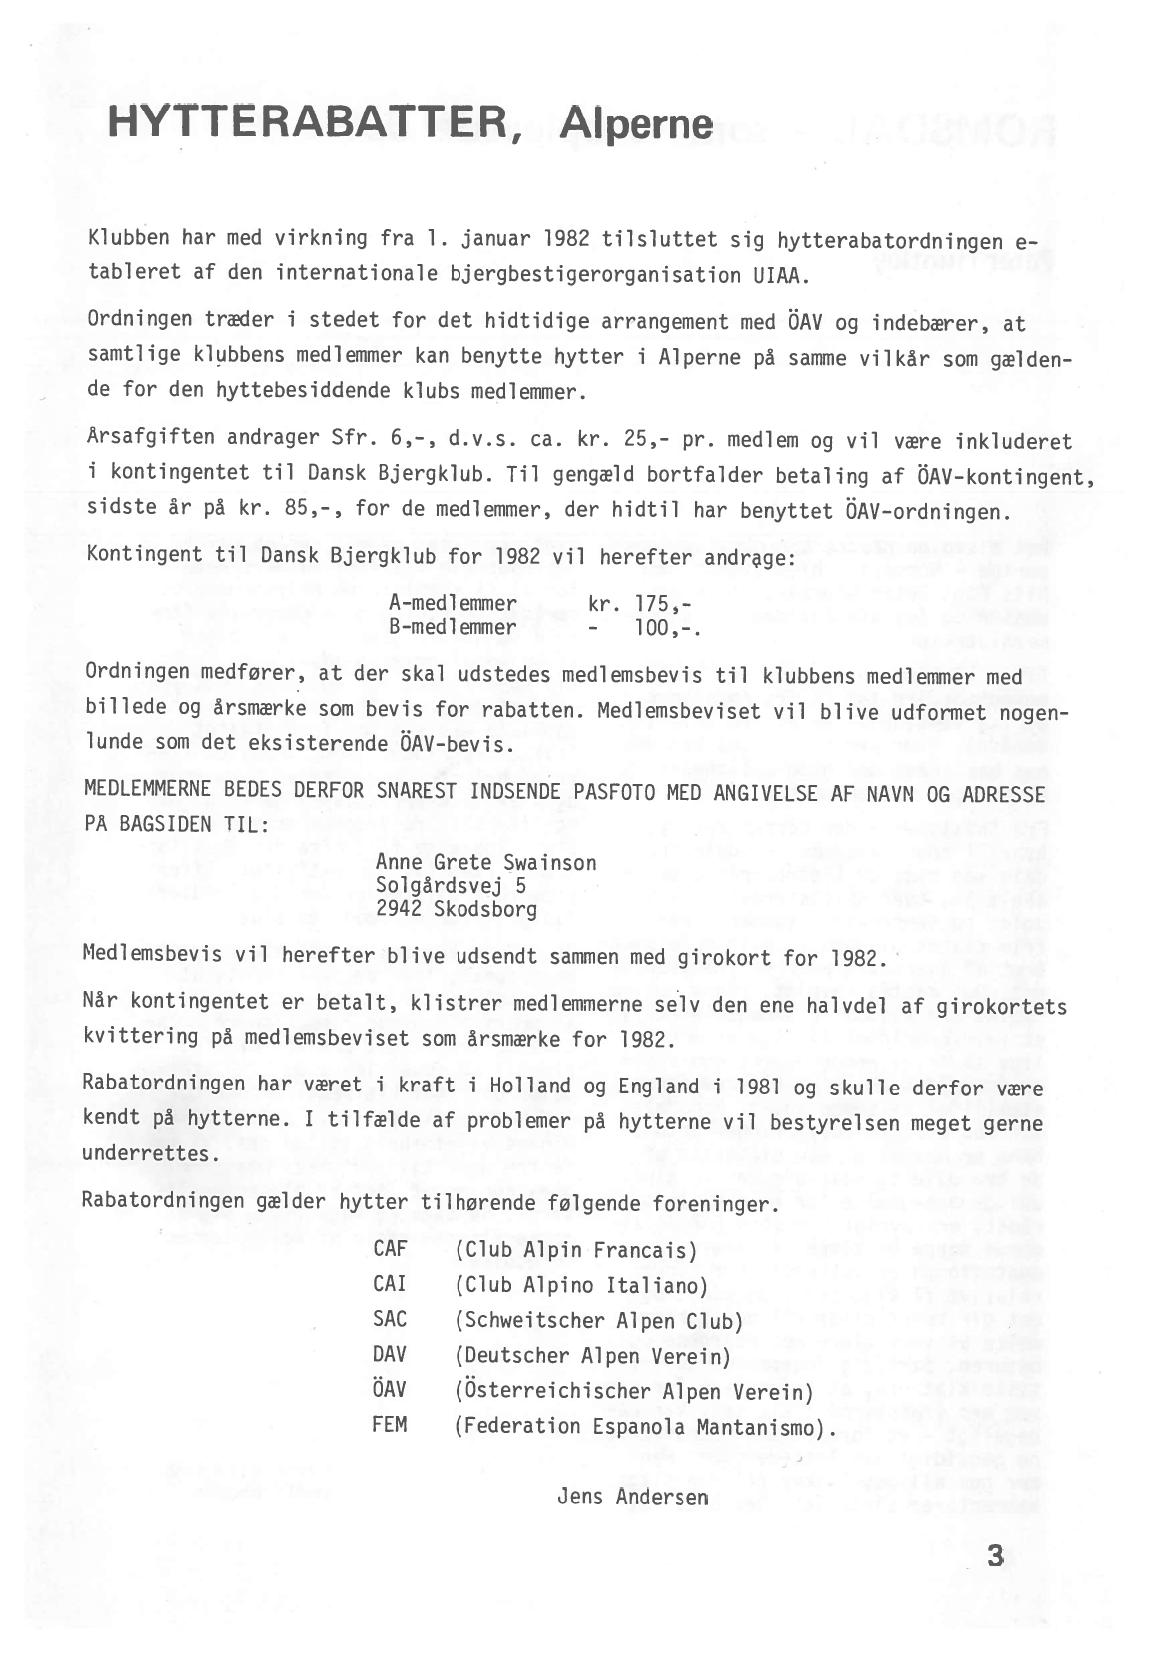 HYTTERABATTER, Alperne
Klubben har med virkning fra 1. januar 1982 tilsluttet sig hytterabatordningen e-
tableret af den internationale bjergbestigerorganisation UIAA.
Ordningen træder i stedet for det hidtidige arrangement med ÖAV og indebærer, at
samtlige klubbens medlemmer kan benytte hytter i Alperne på samme vilkår som gælden-
de for den hyttebesiddende klubs medlemmer.
Årsafgiften andrager Sfr. 6,-, d.v.s. ca. kr. 25,- pr. medlem og vil være inkluderet
i kontingentet til Dansk Bjergklub. Til gengæld bortfalder betaling af ÖAV-kontingent,
sidste år på kr. 85,-, for de medlemmer, der hidtil har benyttet ÖAV-ordningen.
Kontingent til Dansk Bjergklub for 1982 vil herefter andrage:
A-medlemmer kr. 175,-
B-medlemmer - 100,-.
Ordningen medfører, at der skal udstedes medlemsbevis til klubbens medlemmer med
billede og årsmærke som bevis for rabatten. Medlemsbeviset vil blive udformet nogen-
lunde som det eksisterende ÖAV-bevis.
MEDLEMMERNE BEDES DERFOR SNAREST INDSENDE PASFOTO MED ANGIVELSE AF NAVN OG ADRESSE
PÅ BAGSIDEN TIL:
Anne Grete Swainson
Solgårdsvej 5
2942 Skodsborg
Medlemsbevis vil herefter blive udsendt sammen med girokort for 1982.
Når kontingentet er betalt, klistrer medlemmerne selv den ene halvdel af girokortets
kvittering på medlemsbeviset som årsmærke for 1982.
Rabatordningen har været i kraft i Holland og England i 1981 og skulle derfor være
kendt på hytterne. I tilfælde af problemer på hytterne vil bestyrelsen meget gerne
underrettes.
Rabatordningen gælder hytter tilhørende følgende foreninger.
CAF (Club Alpin Francais)
CAI (Club Alpino Italiano)
SAC (Schweitscher Alpen Club)
DAV (Deutscher Alpen Verein)
ÖAV (Österreichischer Alpen Verein)
FEM (Federation Espanola Mantanismo).
Jens Andersen
3